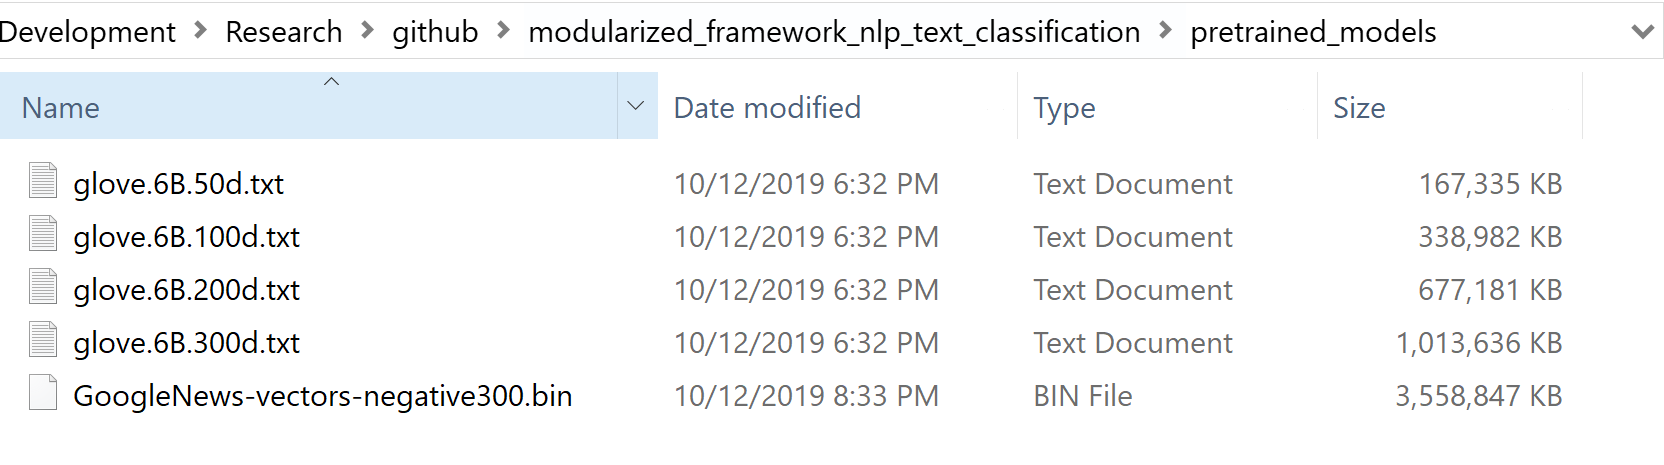 Development > Research > github > modularized_framework_nlp_text_classification > pretrained_models
Name Date modified Type Size
glove.6B.50d.txt 10/12/2019 6:32 PM Text Document 167,335 KB
glove.6B.100d.txt 10/12/2019 6:32 PM Text Document 338,982 KB
glove.6B.200d.txt 10/12/2019 6:32 PM Text Document 677,181 KB
glove.6B.300d.txt 10/12/2019 6:32 PM Text Document 1,013,636 KB
GoogleNews-vectors-negative300.bin 10/12/2019 8:33 PM BIN File 3,558,847 KB